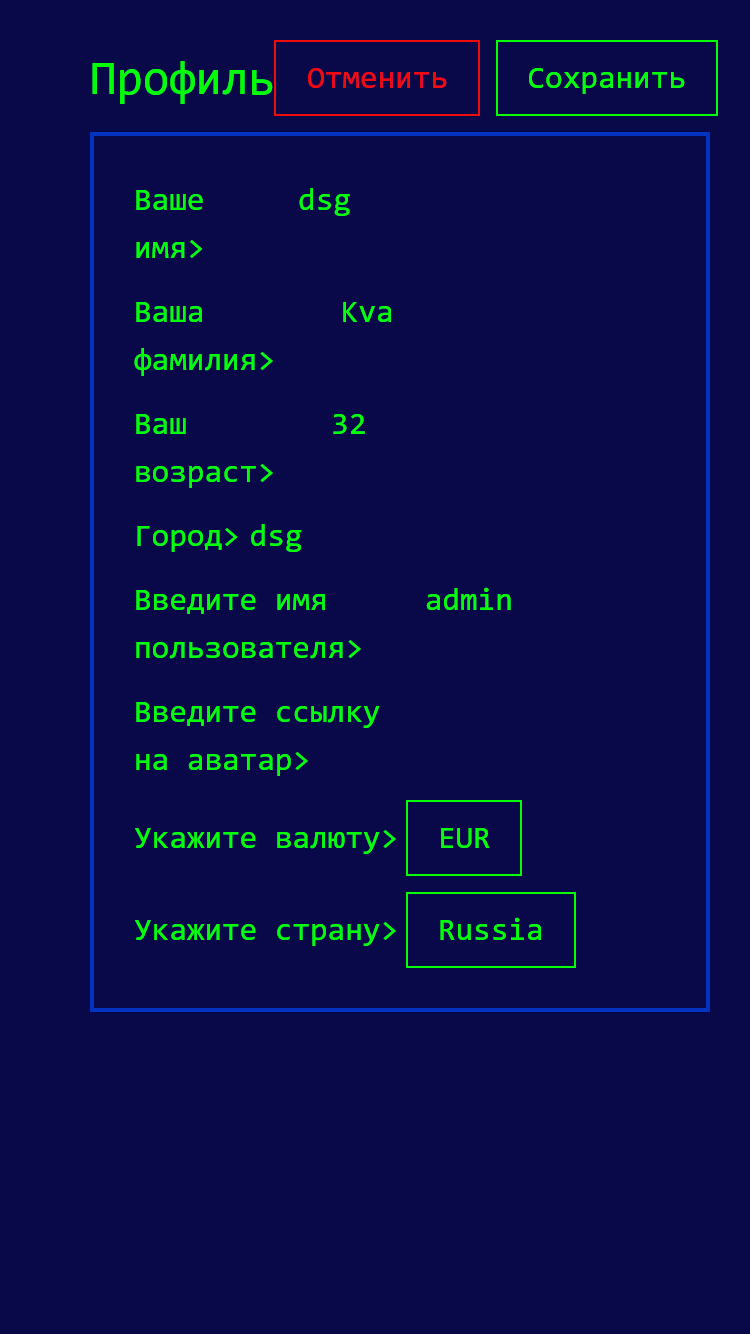 Профиль Отменить Сохранить
Ваше dsg
имя>
Ваша Kva
фамилия>
Ваш 32
возраст>
Город> dsg
Введите имя admin
пользователя>
Введите ссылку
на аватар>
Укажите валюту> EUR
Укажите страну> Russia